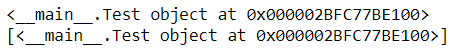 <__main__.Test object at 0x000002BFC77BE100>
[<__main__.Test object at 0x000002BFC77BE100>]